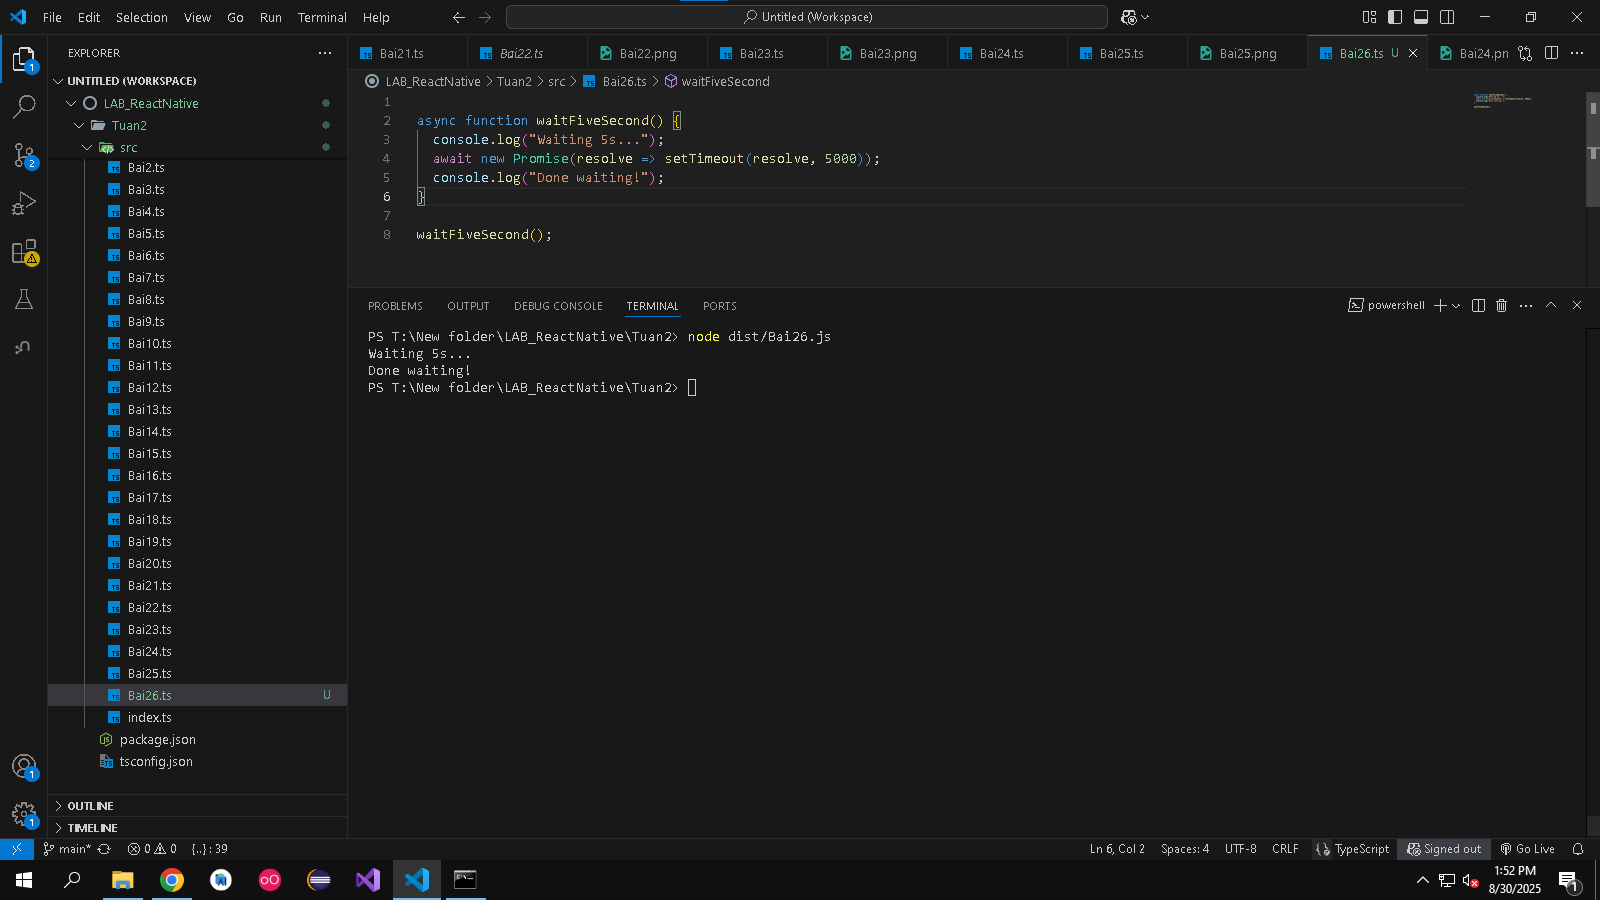 File Edit Selection View Go Run Terminal Help
Untitled (Workspace)
EXPLORER
UNTITLED (WORKSPACE)
LAB_ReactNative
Tuan2
src
Bai2.ts
Bai3.ts
Bai4.ts
Bai5.ts
Bai6.ts
Bai7.ts
Bai8.ts
Bai9.ts
Bai10.ts
Bai11.ts
Bai12.ts
Bai13.ts
Bai14.ts
Bai15.ts
Bai16.ts
Bai17.ts
Bai18.ts
Bai19.ts
Bai20.ts
Bai21.ts
Bai22.ts
Bai23.ts
Bai24.ts
Bai25.ts
Bai26.ts U
index.ts
package.json
tsconfig.json
OUTLINE
TIMELINE
Bai21.ts Bai22.ts Bai22.png Bai23.ts Bai23.png Bai24.ts Bai25.ts Bai25.png Bai26.ts U Bai24.pn
LAB_ReactNative > Tuan2 > src > Bai26.ts > waitFiveSecond
1
2 async function waitFiveSecond() {
3 console.log("Waiting 5s...");
4 await new Promise(resolve => setTimeout(resolve, 5000));
5 console.log("Done waiting!");
6 }
7
8 waitFiveSecond();
PROBLEMS OUTPUT DEBUG CONSOLE TERMINAL PORTS
powershell
PS T:\New folder\LAB_ReactNative\Tuan2> node dist/Bai26.js
Waiting 5s...
Done waiting!
PS T:\New folder\LAB_ReactNative\Tuan2>
main* 0 0 {..} : 39
Ln 6, Col 2 Spaces: 4 UTF-8 CRLF TypeScript Signed out Go Live
1:52 PM
8/30/2025